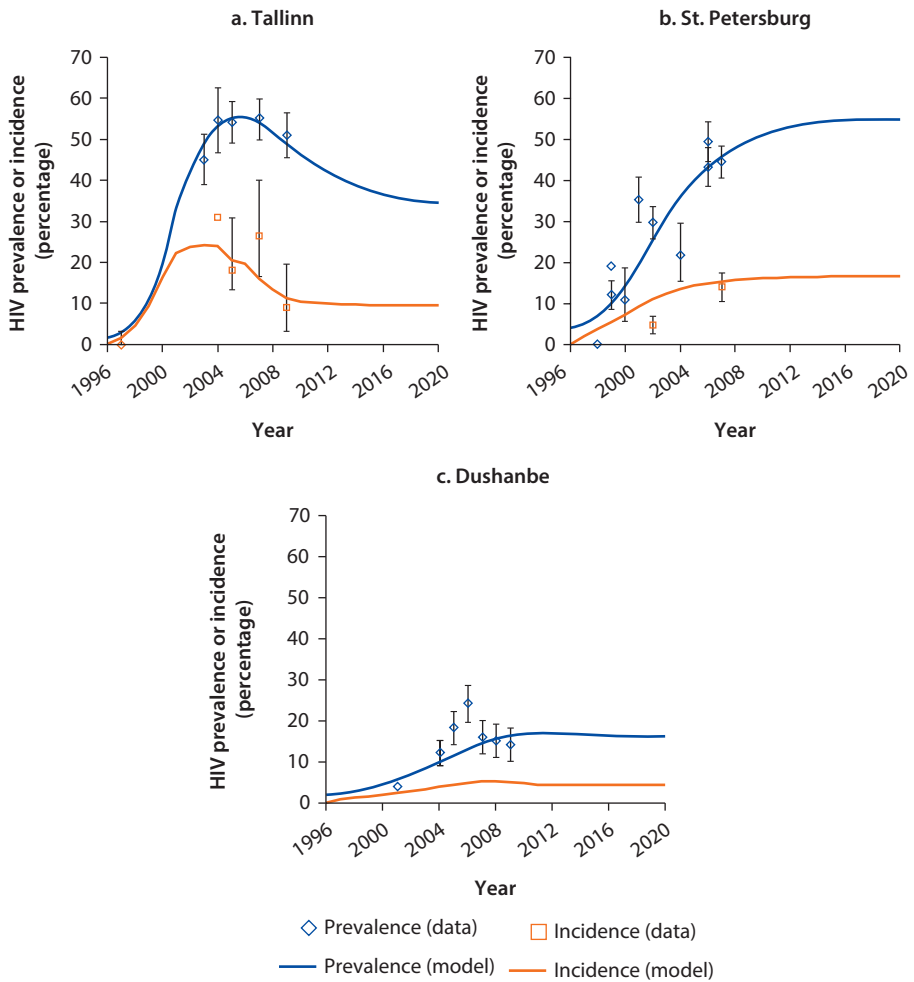 a. Tallinn
HIV prevalence or incidence
(percentage)
70
60
50
40
30
20
10
0
1996
2000
2004
2008
2012
2016
2020
Year
b. St. Petersburg
HIV prevalence or incidence
(percentage)
70
60
50
40
30
20
10
0
1996
2000
2004
2008
2012
2016
2020
Year
c. Dushanbe
HIV prevalence or incidence
(percentage)
70
60
50
40
30
20
10
0
1996
2000
2004
2008
2012
2016
2020
Year
Prevalence (data)
Incidence (data)
Prevalence (model)
Incidence (model)